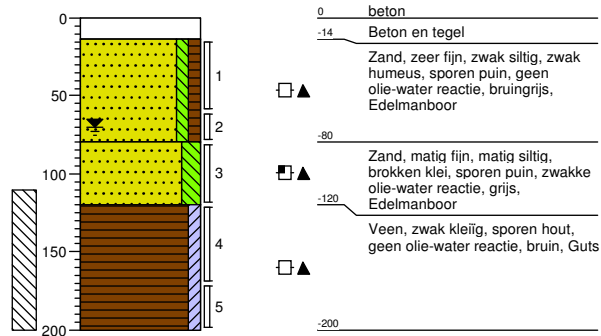 0
50
100
150
200
1
2
3
4
5
0
beton
-14
Beton en tegel
Zand, zeer fijn, zwak siltig, zwak
humeus, sporen puin, geen
olie-water reactie, bruingrijs,
Edelmanboor
-80
Zand, matig fijn, matig siltig,
brokken klei, sporen puin, zwakke
olie-water reactie, grijs,
Edelmanboor
-120
Veen, zwak kleiïg, sporen hout,
geen olie-water reactie, bruin, Guts
-200